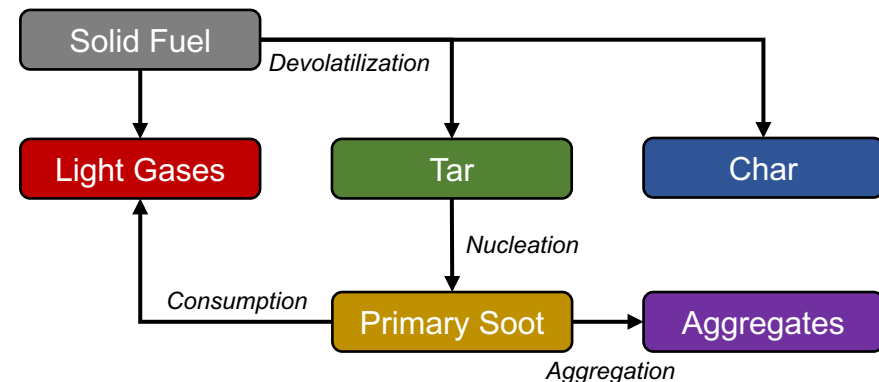 Solid Fuel
Devolatilization
Light Gases
Tar
Char
Nucleation
Consumption
Primary Soot
Aggregates
Aggregation